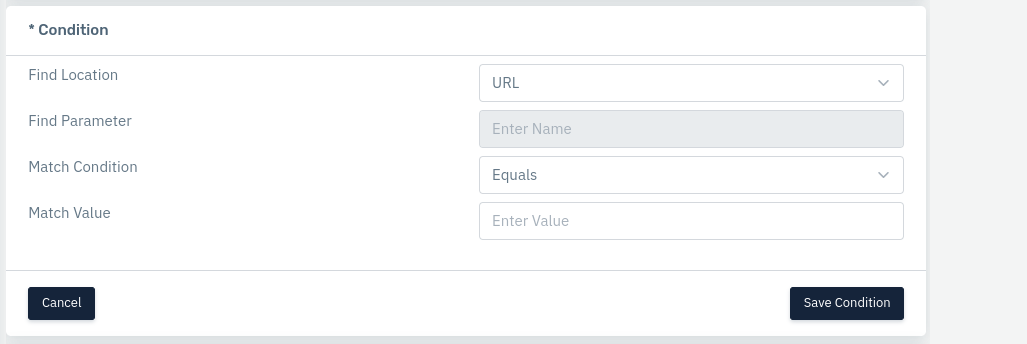 * Condition
Find Location
URL
Find Parameter
Enter Name
Match Condition
Equals
Match Value
Enter Value
Cancel
Save Condition